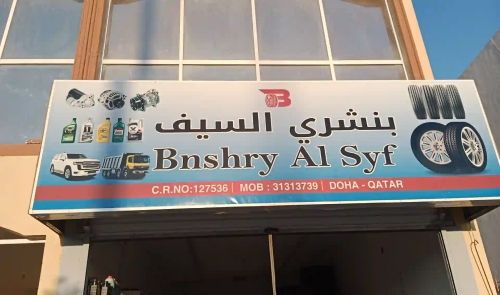 بنشري السيف
Bnshry Al Syf
C.R.NO:127536 | MOB : 31313739 | DOHA - QATAR